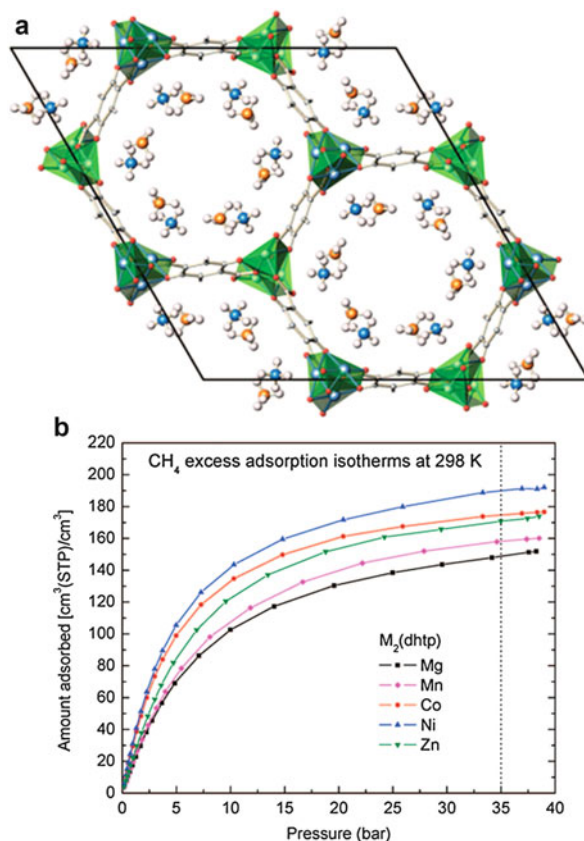 a
b
CH₄ excess adsorption isotherms at 298 K
Amount adsorbed [cm³(STP)/cm³]
220
200
180
160
140
120
100
80
60
40
20
0
M₂(dhtp)
Mg
Mn
Co
Ni
Zn
0 5 10 15 20 25 30 35 40
Pressure (bar)